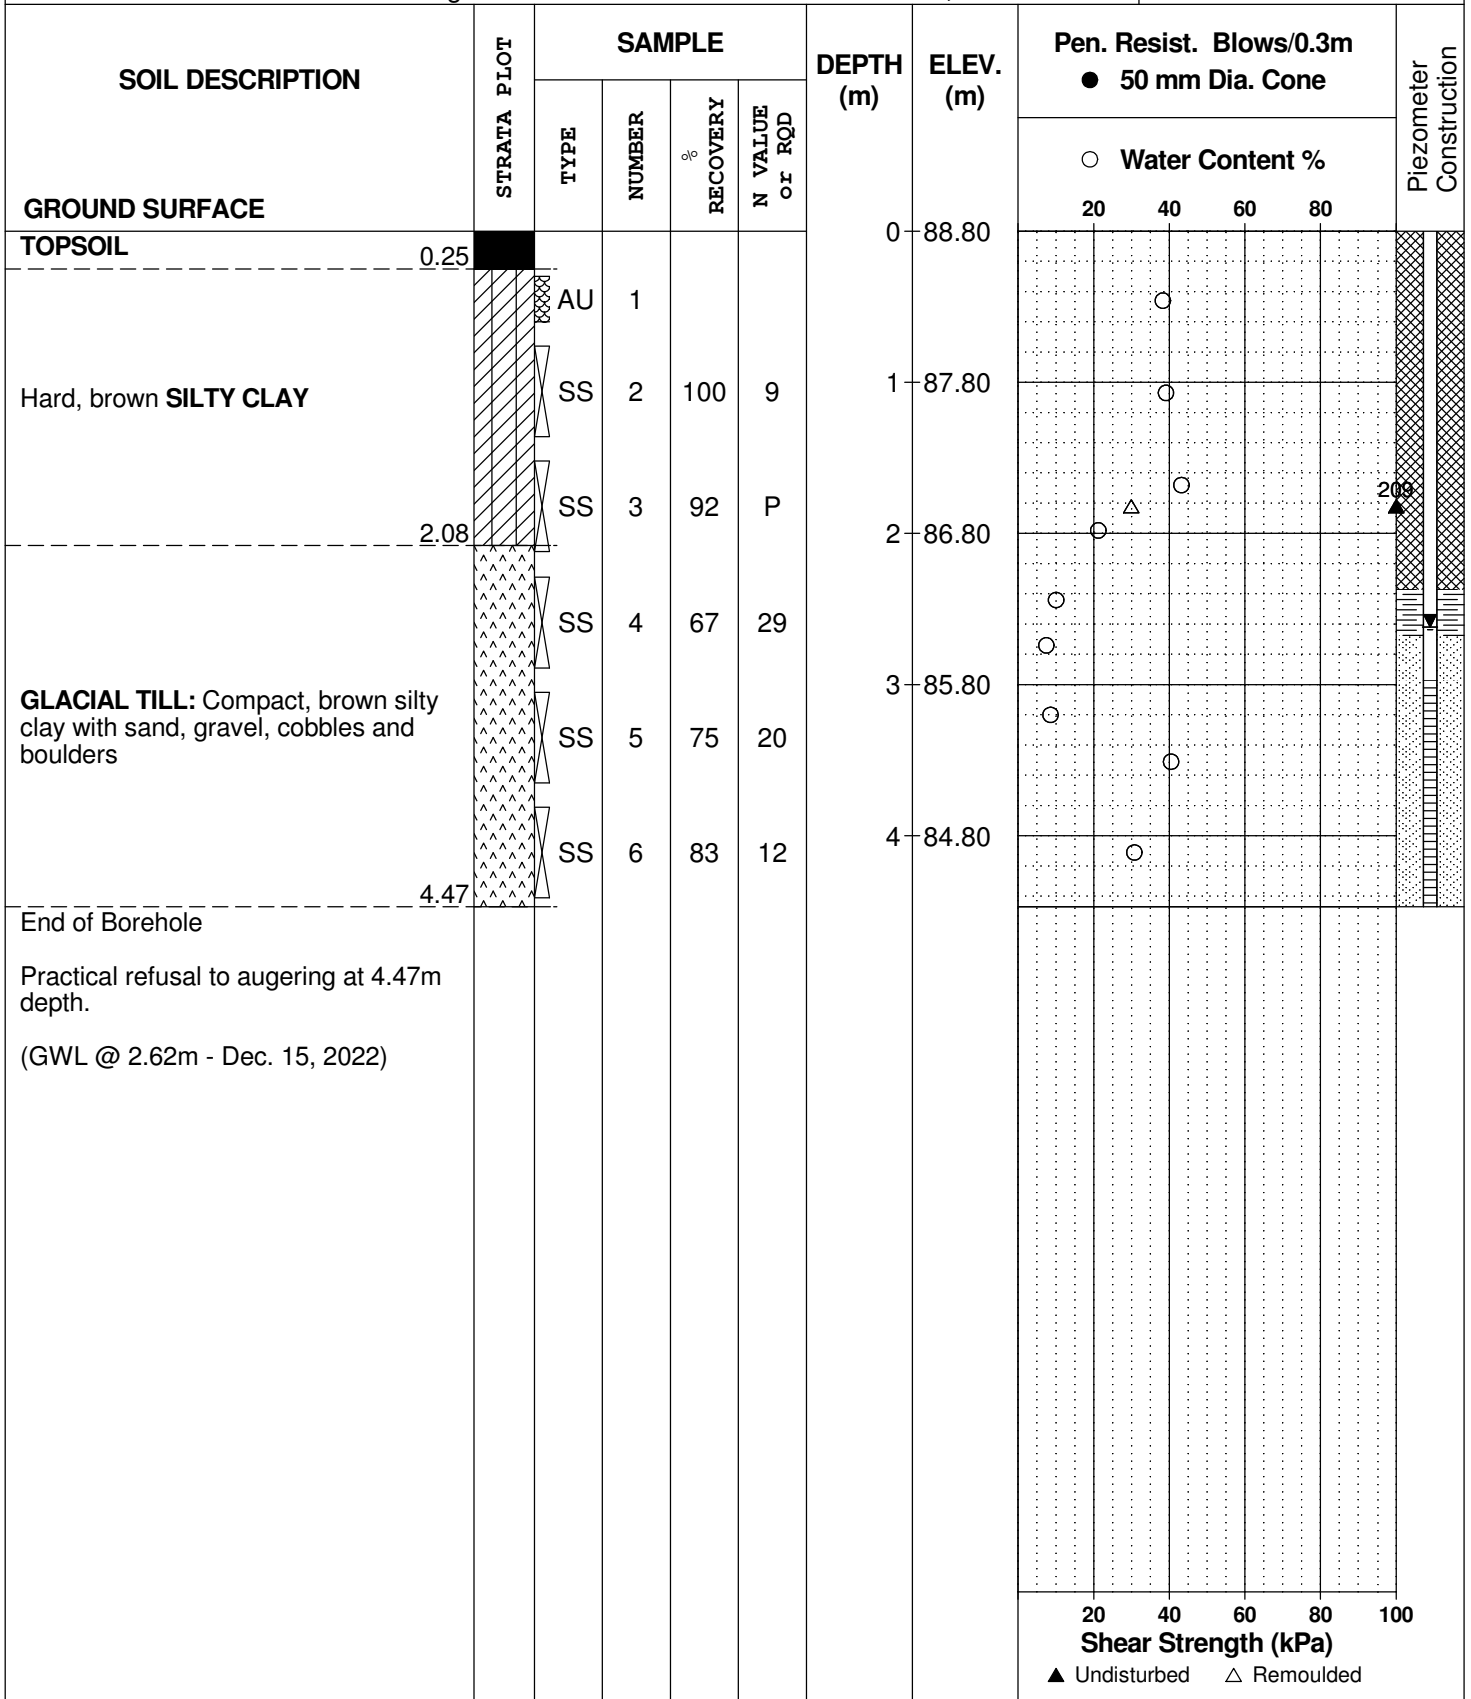 SOIL DESCRIPTION
GROUND SURFACE
STRATA PLOT
SAMPLE
TYPE
NUMBER
%
RECOVERY
N VALUE
or RQD
DEPTH
(m)
ELEV.
(m)
Pen. Resist. Blows/0.3m
● 50 mm Dia. Cone
○ Water Content %
20 40 60 80
Piezometer
Construction
0 88.80
TOPSOIL
0.25
AU 1
1 87.80
Hard, brown SILTY CLAY
SS 2 100 9
209
SS 3 92 P
2.08
2 86.80
SS 4 67 29
3 85.80
GLACIAL TILL: Compact, brown silty
clay with sand, gravel, cobbles and
boulders
SS 5 75 20
4 84.80
SS 6 83 12
4.47
End of Borehole
Practical refusal to augering at 4.47m
depth.
(GWL @ 2.62m - Dec. 15, 2022)
20 40 60 80 100
Shear Strength (kPa)
▲ Undisturbed △ Remoulded